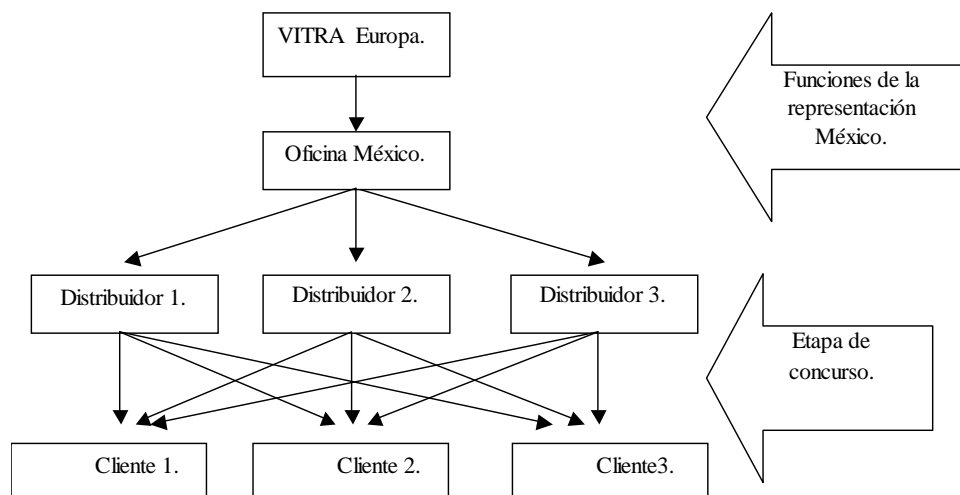 VITRA Europa.
Funciones de la
representación
México.
Oficina México.
Distribuidor 1.
Distribuidor 2.
Distribuidor 3.
Etapa de
concurso.
Cliente 1.
Cliente 2.
Cliente3.